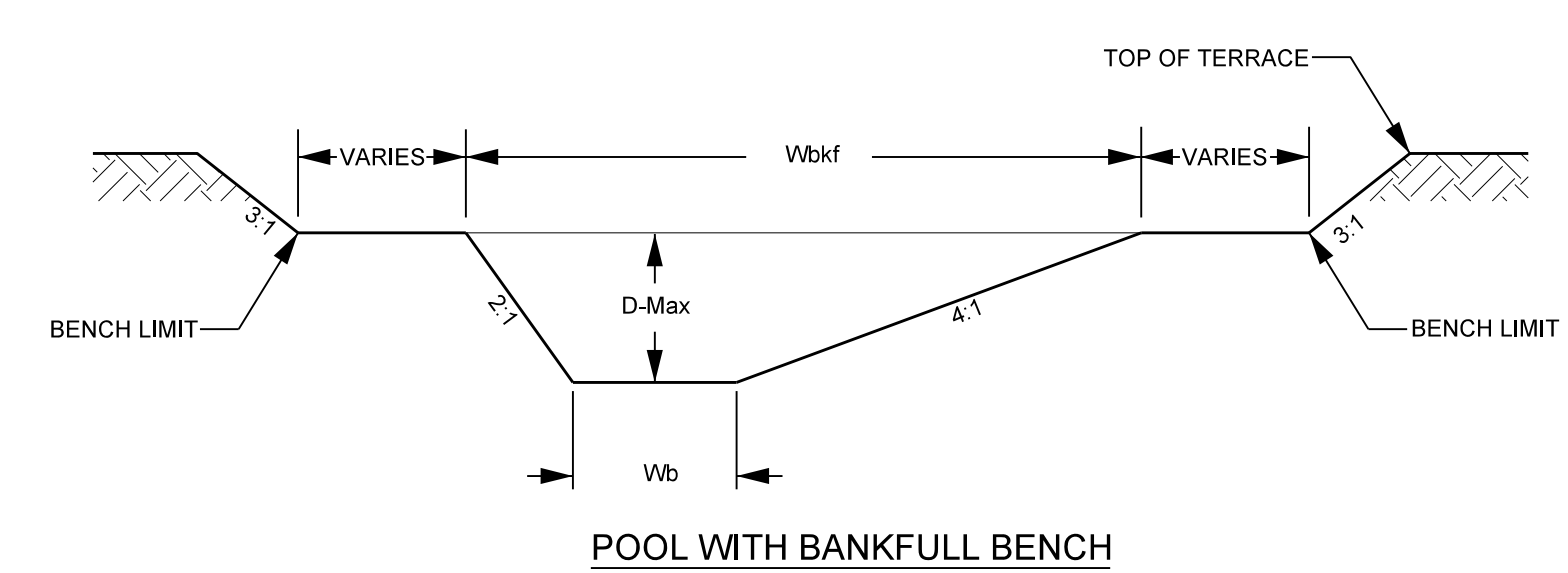 TOP OF TERRACE
VARIES
Wbkf
VARIES
3:1
3:1
2:1
D-Max
4:1
BENCH LIMIT
BENCH LIMIT
Wb
POOL WITH BANKFULL BENCH